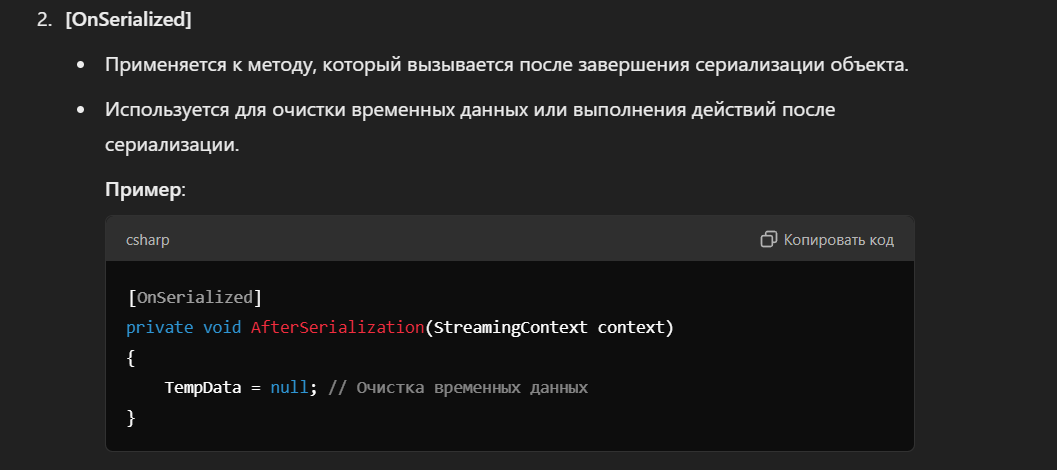 2. [OnSerialized]
• Применяется к методу, который вызывается после завершения сериализации объекта.
• Используется для очистки временных данных или выполнения действий после
сериализации.
Пример:
csharp
Копировать код
[OnSerialized]
private void AfterSerialization(StreamingContext context)
{
    TempData = null; // Очистка временных данных
}